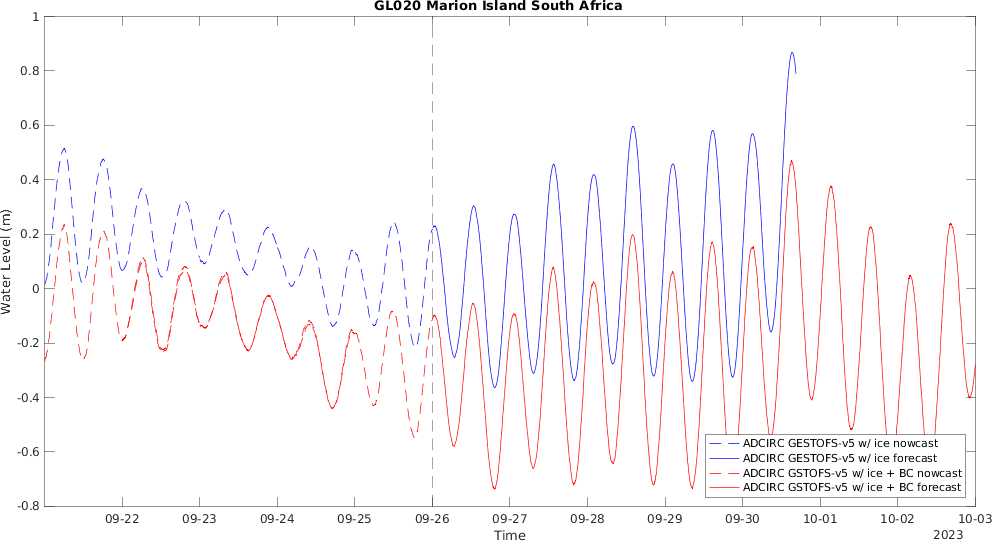 GL020 Marion Island South Africa
1
0.8
0.6
0.4
0.2
0
-0.2
-0.4
-0.6
-0.8
Water Level (m)
ADCIRC GESTOFS-v5 w/ ice nowcast
ADCIRC GESTOFS-v5 w/ ice forecast
ADCIRC GSTOFS-v5 w/ ice + BC nowcast
ADCIRC GSTOFS-v5 w/ ice + BC forecast
09-22 09-23 09-24 09-25 09-26 09-27 09-28 09-29 09-30 10-01 10-02 10-03
Time
2023